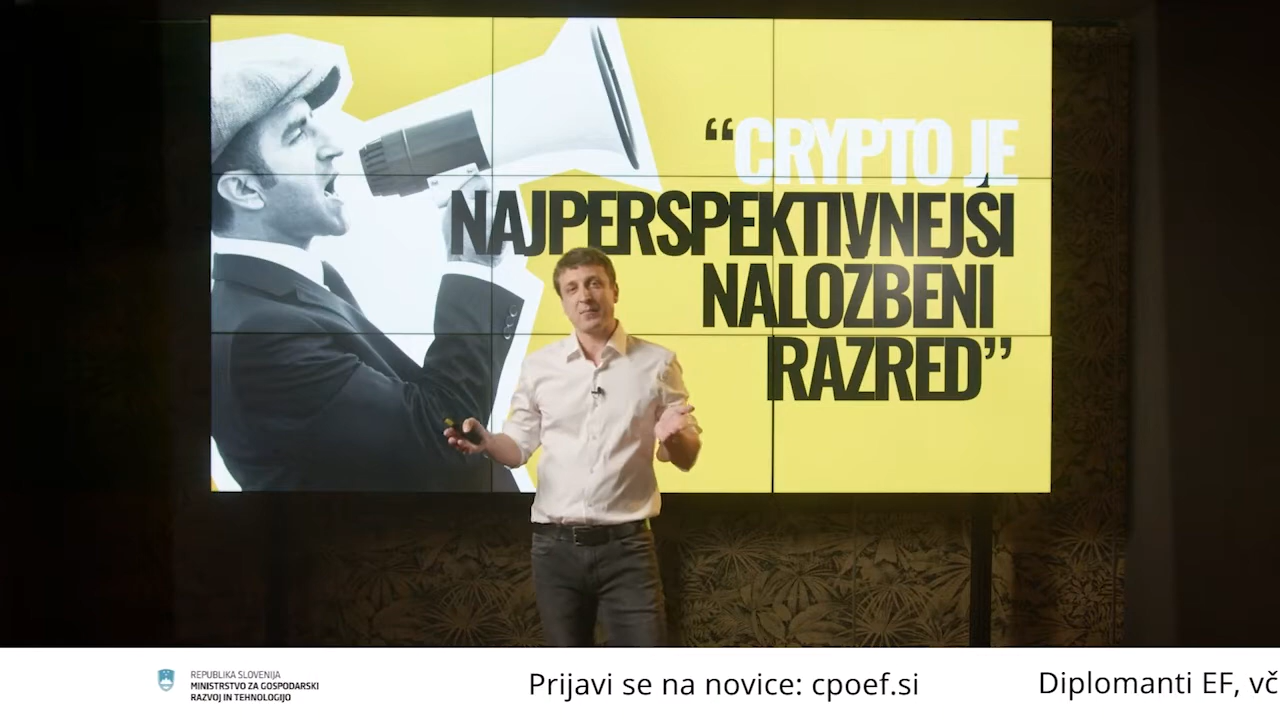 “CRYPTO JE
NAJPERSPEKTIVNEJŠI
NALOŽBENI
RAZRED”
REPUBLIKA SLOVENIJA
MINISTRSTVO ZA GOSPODARSKI
RAZVOJ IN TEHNOLOGIJO
Prijavi se na novice: cpoef.si
Diplomanti EF, vč